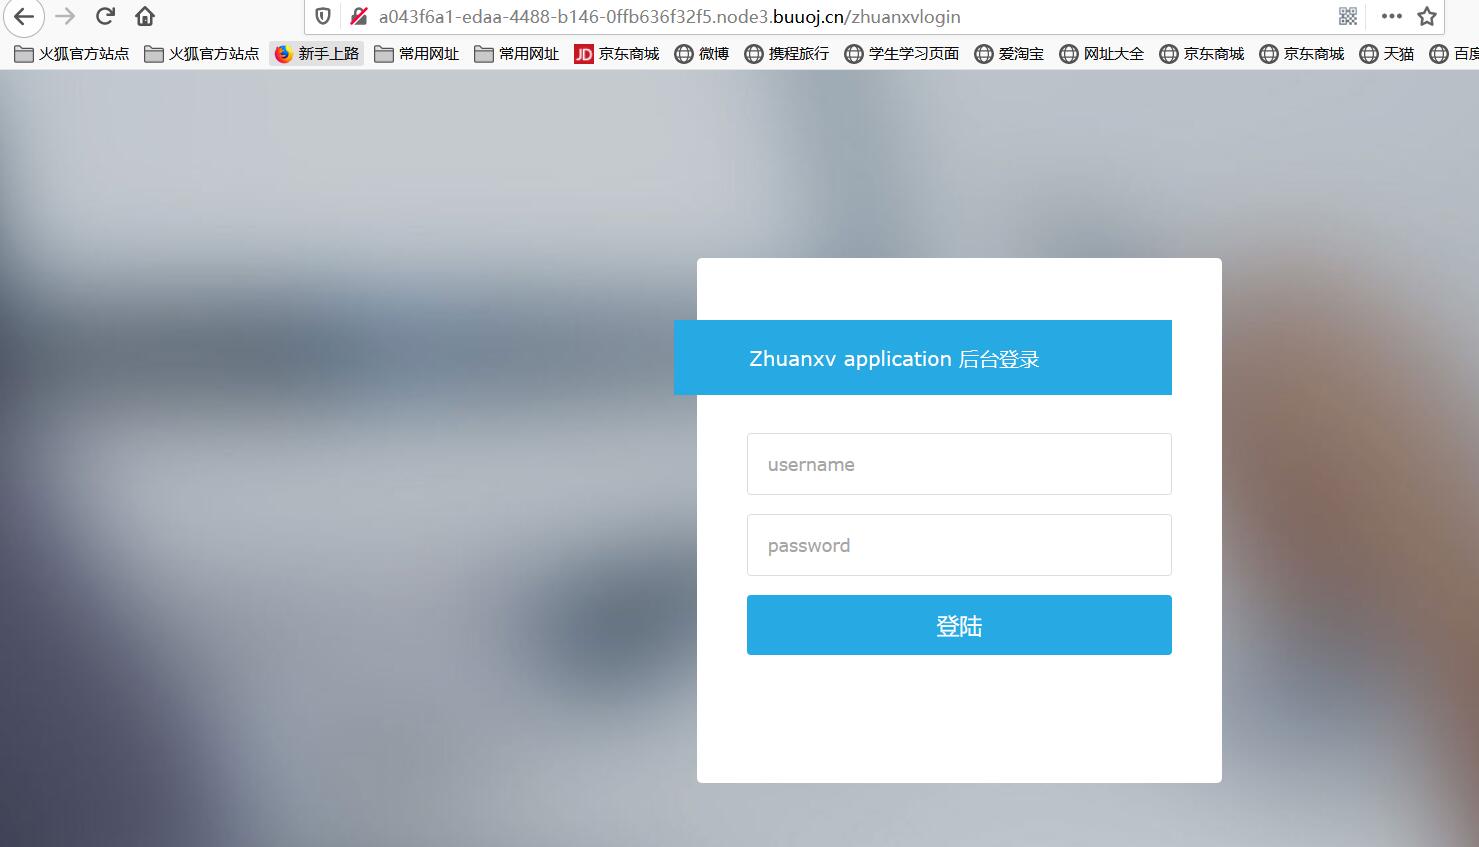 a043f6a1-edaa-4488-b146-0ffb636f32f5.node3.buuoj.cn/zhuanxvlogin
火狐官方站点 火狐官方站点 新手上路 常用网址 常用网址 JD 京东商城 微博 携程旅行 学生学习页面 爱淘宝 网址大全 京东商城 京东商城 天猫 百度
Zhuanxv application 后台登录
username
password
登陆